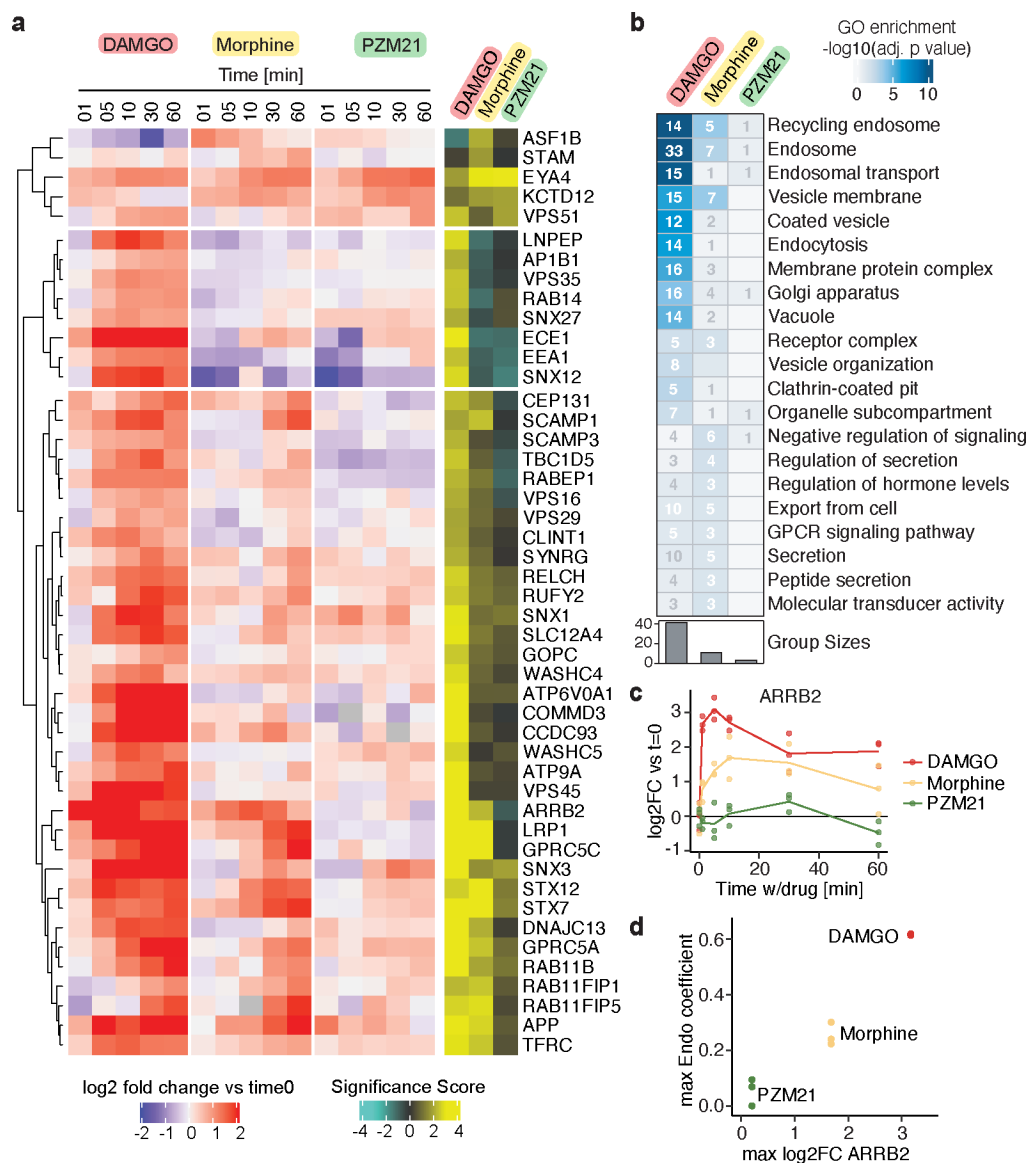 a
DAMGO
Morphine
PZM21
Time [min]
01 05 10 30 60
01 05 10 30 60
01 05 10 30 60
DAMGO
Morphine
PZM21
ASF1B
STAM
EYA4
KCTD12
VPS51
LNPEP
AP1B1
VPS35
RAB14
SNX27
ECE1
EEA1
SNX12
CEP131
SCAMP1
SCAMP3
TBC1D5
RABEP1
VPS16
VPS29
CLINT1
SYNRG
RELCH
RUFY2
SNX1
SLC12A4
GOPC
WASHC4
ATP6V0A1
COMMD3
CCDC93
WASHC5
ATP9A
VPS45
ARRB2
LRP1
GPRC5C
SNX3
STX12
STX7
DNAJC13
GPRC5A
RAB11B
RAB11FIP1
RAB11FIP5
APP
TFRC
log2 fold change vs time0
-2 -1 0 1 2
Significance Score
-4 -2 0 2 4
b
GO enrichment
-log10(adj. p value)
0 5 10
DAMGO
Morphine
PZM21
14 5 1 Recycling endosome
33 7 1 Endosome
15 1 1 Endosomal transport
15 7 Vesicle membrane
12 2 Coated vesicle
14 1 Endocytosis
16 3 Membrane protein complex
16 4 1 Golgi apparatus
14 2 Vacuole
5 3 Receptor complex
8 Vesicle organization
5 1 Clathrin-coated pit
7 1 1 Organelle subcompartment
4 6 1 Negative regulation of signaling
3 4 Regulation of secretion
4 3 Regulation of hormone levels
10 5 Export from cell
5 3 GPCR signaling pathway
10 5 Secretion
4 3 Peptide secretion
3 3 Molecular transducer activity
40
20
0
Group Sizes
c
ARRB2
log2FC vs t=0
3
2
1
0
-1
0 20 40 60
Time w/drug [min]
DAMGO
Morphine
PZM21
d
max Endo coefficient
0.6
0.4
0.2
0.0
DAMGO
Morphine
PZM21
0 1 2 3
max log2FC ARRB2